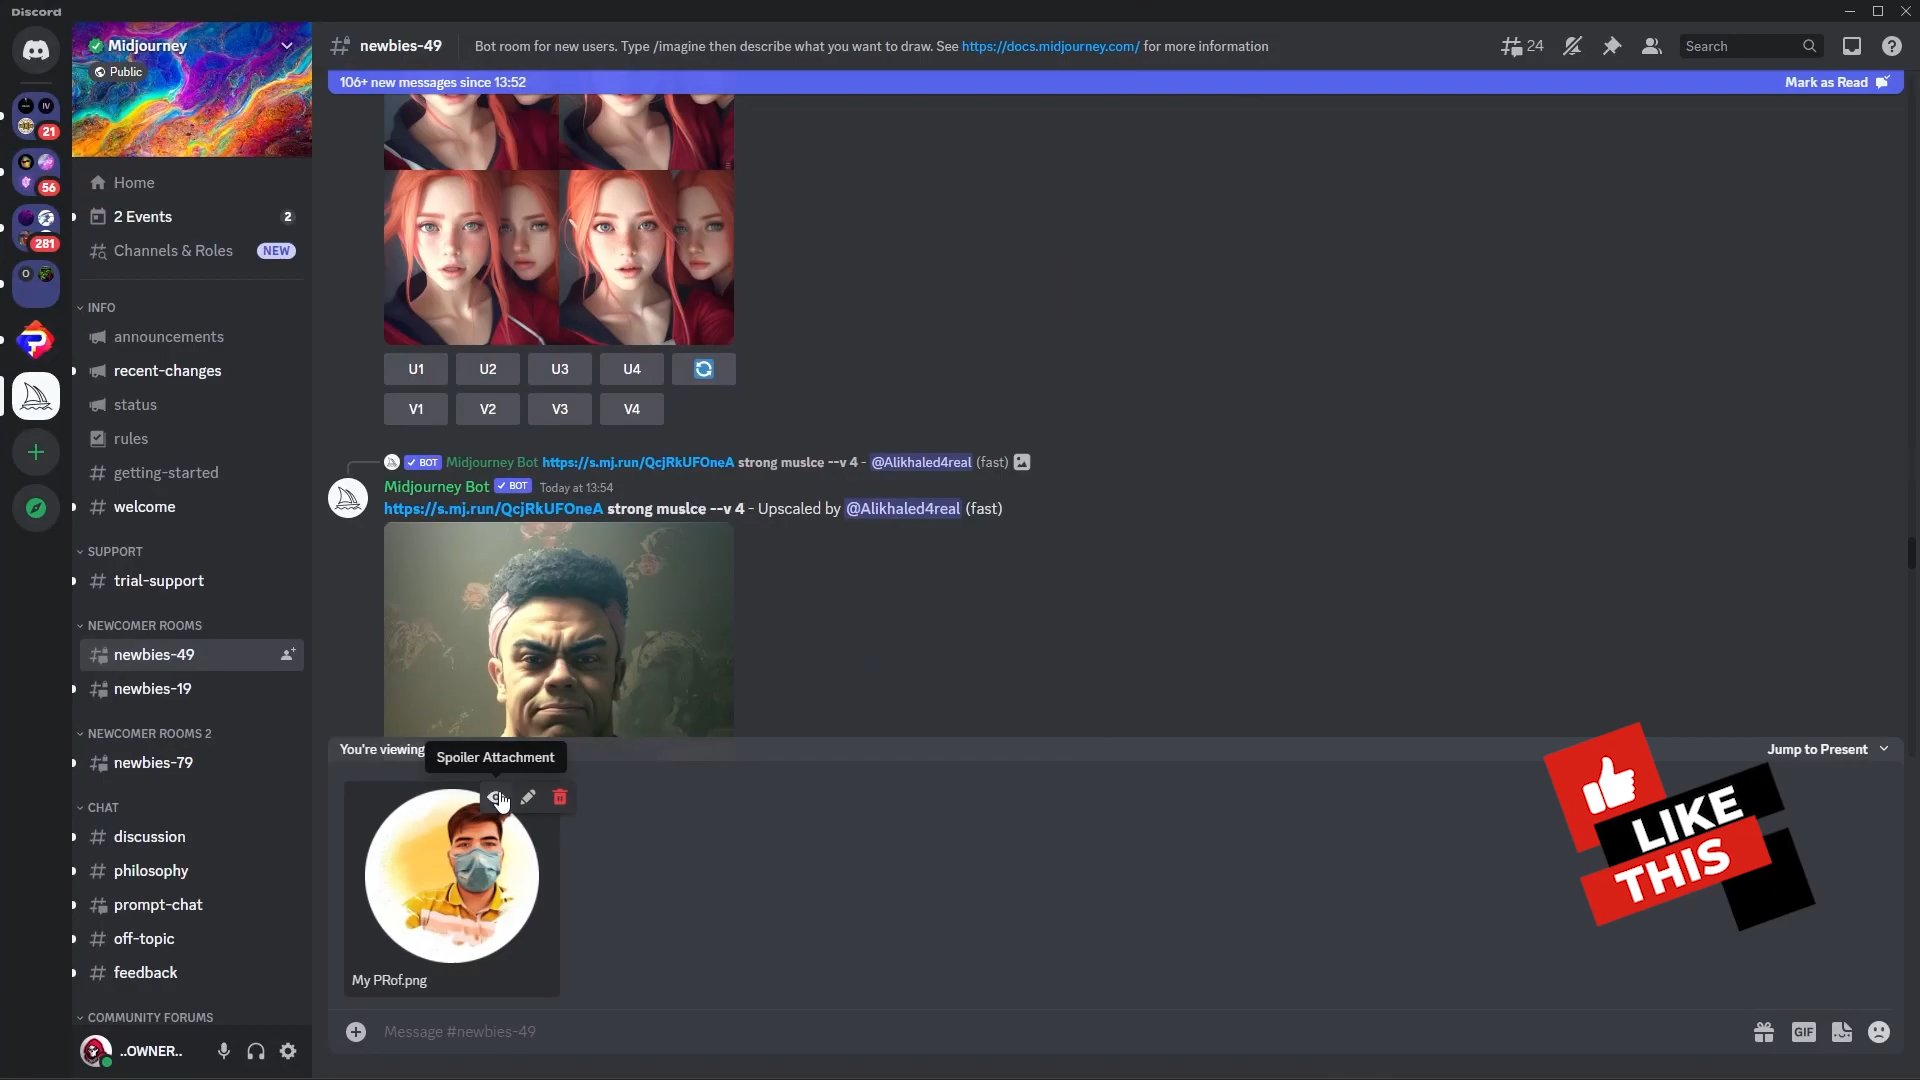 Discord
Midjourney
Public
newbies-49
Bot room for new users. Type /imagine then describe what you want to draw. See https://docs.midjourney.com/ for more information
24
Search
106+ new messages since 13:52
Mark as Read
IV
21
56
281
O
Home
2 Events
2
Channels & Roles
NEW
INFO
announcements
recent-changes
status
rules
getting-started
welcome
SUPPORT
trial-support
NEWCOMER ROOMS
newbies-49
newbies-19
NEWCOMER ROOMS 2
newbies-79
CHAT
discussion
philosophy
prompt-chat
off-topic
feedback
COMMUNITY FORUMS
..OWNER..
U1 U2 U3 U4
V1 V2 V3 V4
BOT Midjourney Bot https://s.mj.run/QcjRkUFOneA strong muslce --v 4 - @Alikhaled4real (fast)
Midjourney Bot BOT Today at 13:54
https://s.mj.run/QcjRkUFOneA strong muslce --v 4 - Upscaled by @Alikhaled4real (fast)
You're viewing
Jump to Present
Spoiler Attachment
My PRof.png
LIKE
THIS
Message #newbies-49
GIF